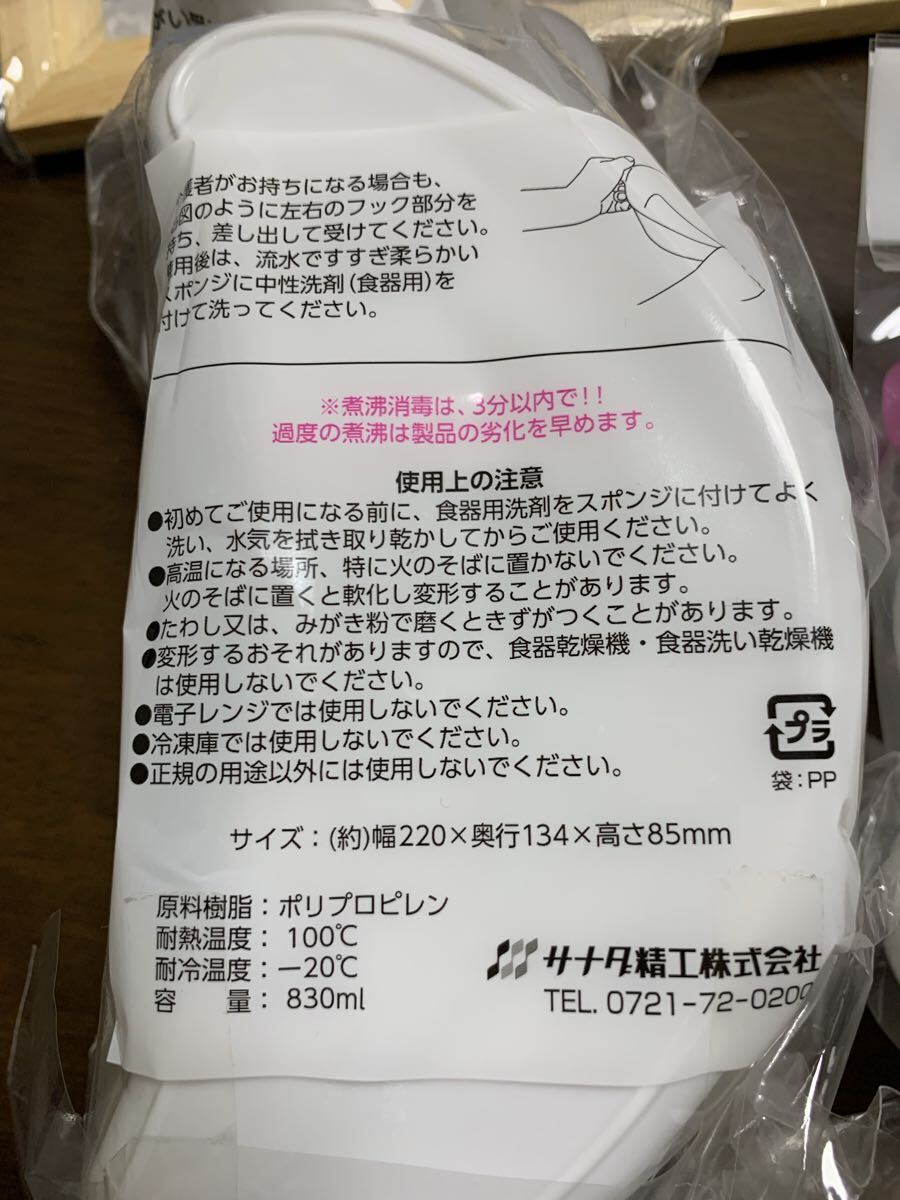 がい
護者がお持ちになる場合も、
図のように左右のフック部分を
持ち、差し出して受けてください。
使用後は、流水ですすぎ柔らかい
スポンジに中性洗剤(食器用)を
付けて洗ってください。
※煮沸消毒は、3分以内で!!
過度の煮沸は製品の劣化を早めます。
使用上の注意
●初めてご使用になる前に、食器用洗剤をスポンジに付けてよく
洗い、水気を拭き取り乾かしてからご使用ください。
●高温になる場所、特に火のそばに置かないでください。
火のそばに置くと軟化し変形することがあります。
●たわし又は、みがき粉で磨くときずがつくことがあります。
●変形するおそれがありますので、食器乾燥機・食器洗い乾燥機
は使用しないでください。
●電子レンジでは使用しないでください。
●冷凍庫では使用しないでください。
●正規の用途以外には使用しないでください。
プラ
袋:PP
サイズ:(約)幅220×奥行134×高さ85mm
原料樹脂:ポリプロピレン
耐熱温度: 100℃
耐冷温度:−20℃
容 量:830ml
サナダ精工株式会社
TEL. 0721-72-0200